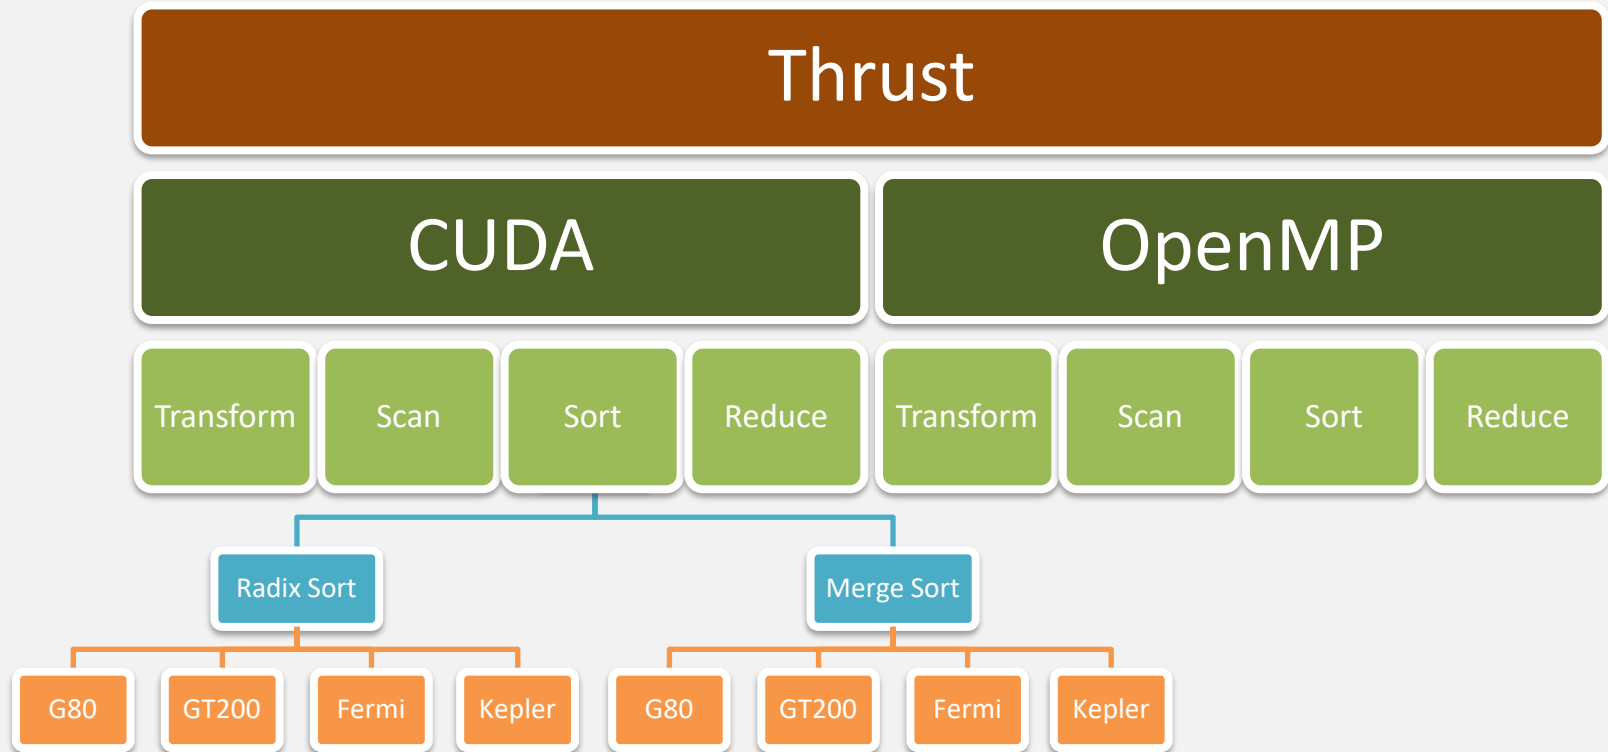 Thrust
CUDA
OpenMP
Transform
Scan
Sort
Reduce
Transform
Scan
Sort
Reduce
Radix Sort
Merge Sort
G80
GT200
Fermi
Kepler
G80
GT200
Fermi
Kepler